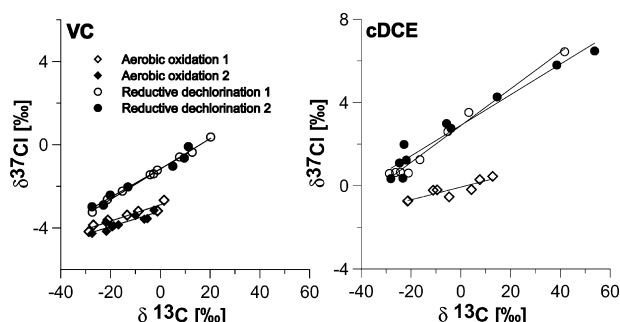 VC
◇ Aerobic oxidation 1
◆ Aerobic oxidation 2
○ Reductive dechlorination 1
● Reductive dechlorination 2
4
0
-4
δ³⁷Cl [‰]
-40 -20 0 20 40 60
δ ¹³C [‰]
cDCE
8
4
0
-4
δ³⁷Cl [‰]
-40 -20 0 20 40 60
δ ¹³C [‰]